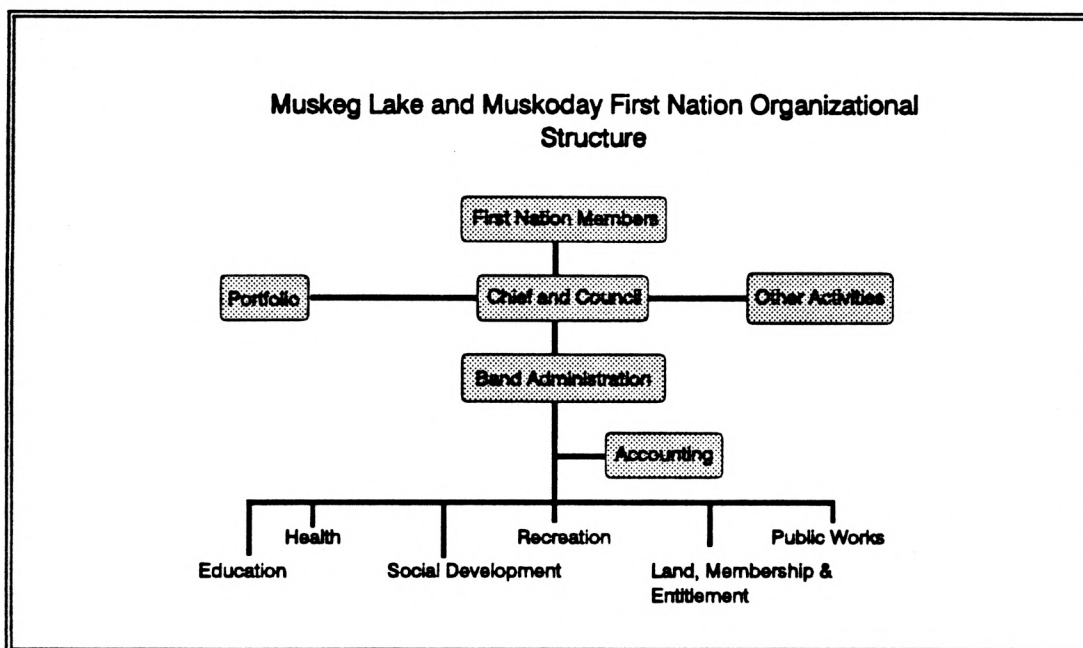 Muskeg Lake and Muskoday First Nation Organizational
Structure
First Nation Members
Portfolio
Chief and Council
Other Activities
Band Administration
Accounting
Health
Recreation
Public Works
Education
Social Development
Land, Membership &
Entitlement